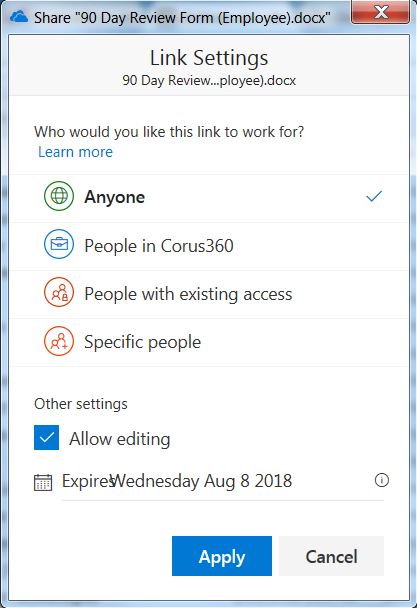 Share "90 Day Review Form (Employee).docx"
Link Settings
90 Day Review...ployee).docx
Who would you like this link to work for?
Learn more
Anyone
People in Corus360
People with existing access
Specific people
Other settings
Allow editing
Expires Wednesday Aug 8 2018
Apply Cancel